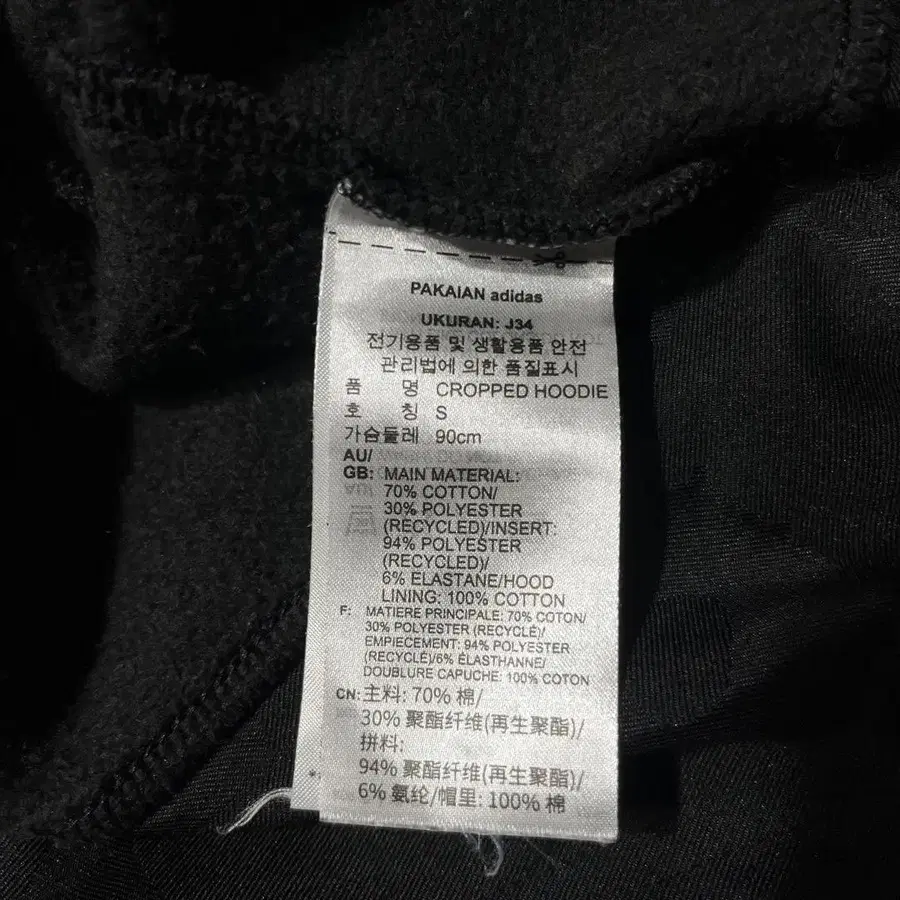 PAKAIAN adidas
UKURAN: J34
전기용품 및 생활용품 안전
관리법에 의한 품질표시
품 명 CROPPED HOODIE
호 칭 S
가슴둘레 90cm
AU/
GB: MAIN MATERIAL:
70% COTTON/
30% POLYESTER
(RECYCLED)/INSERT:
94% POLYESTER
(RECYCLED)/
6% ELASTANE/HOOD
LINING: 100% COTTON
F: MATIERE PRINCIPALE: 70% COTON/
30% POLYESTER (RECYCLÉ)/
EMPIECEMENT: 94% POLYESTER
(RECYCLÉ)/6% ÉLASTHANNE/
DOUBLURE CAPUCHE: 100% COTON
CN: 主料: 70% 棉/
30% 聚酯纤维(再生聚酯)/
拼料:
94% 聚酯纤维(再生聚酯)/
6% 氨纶/帽里: 100% 棉